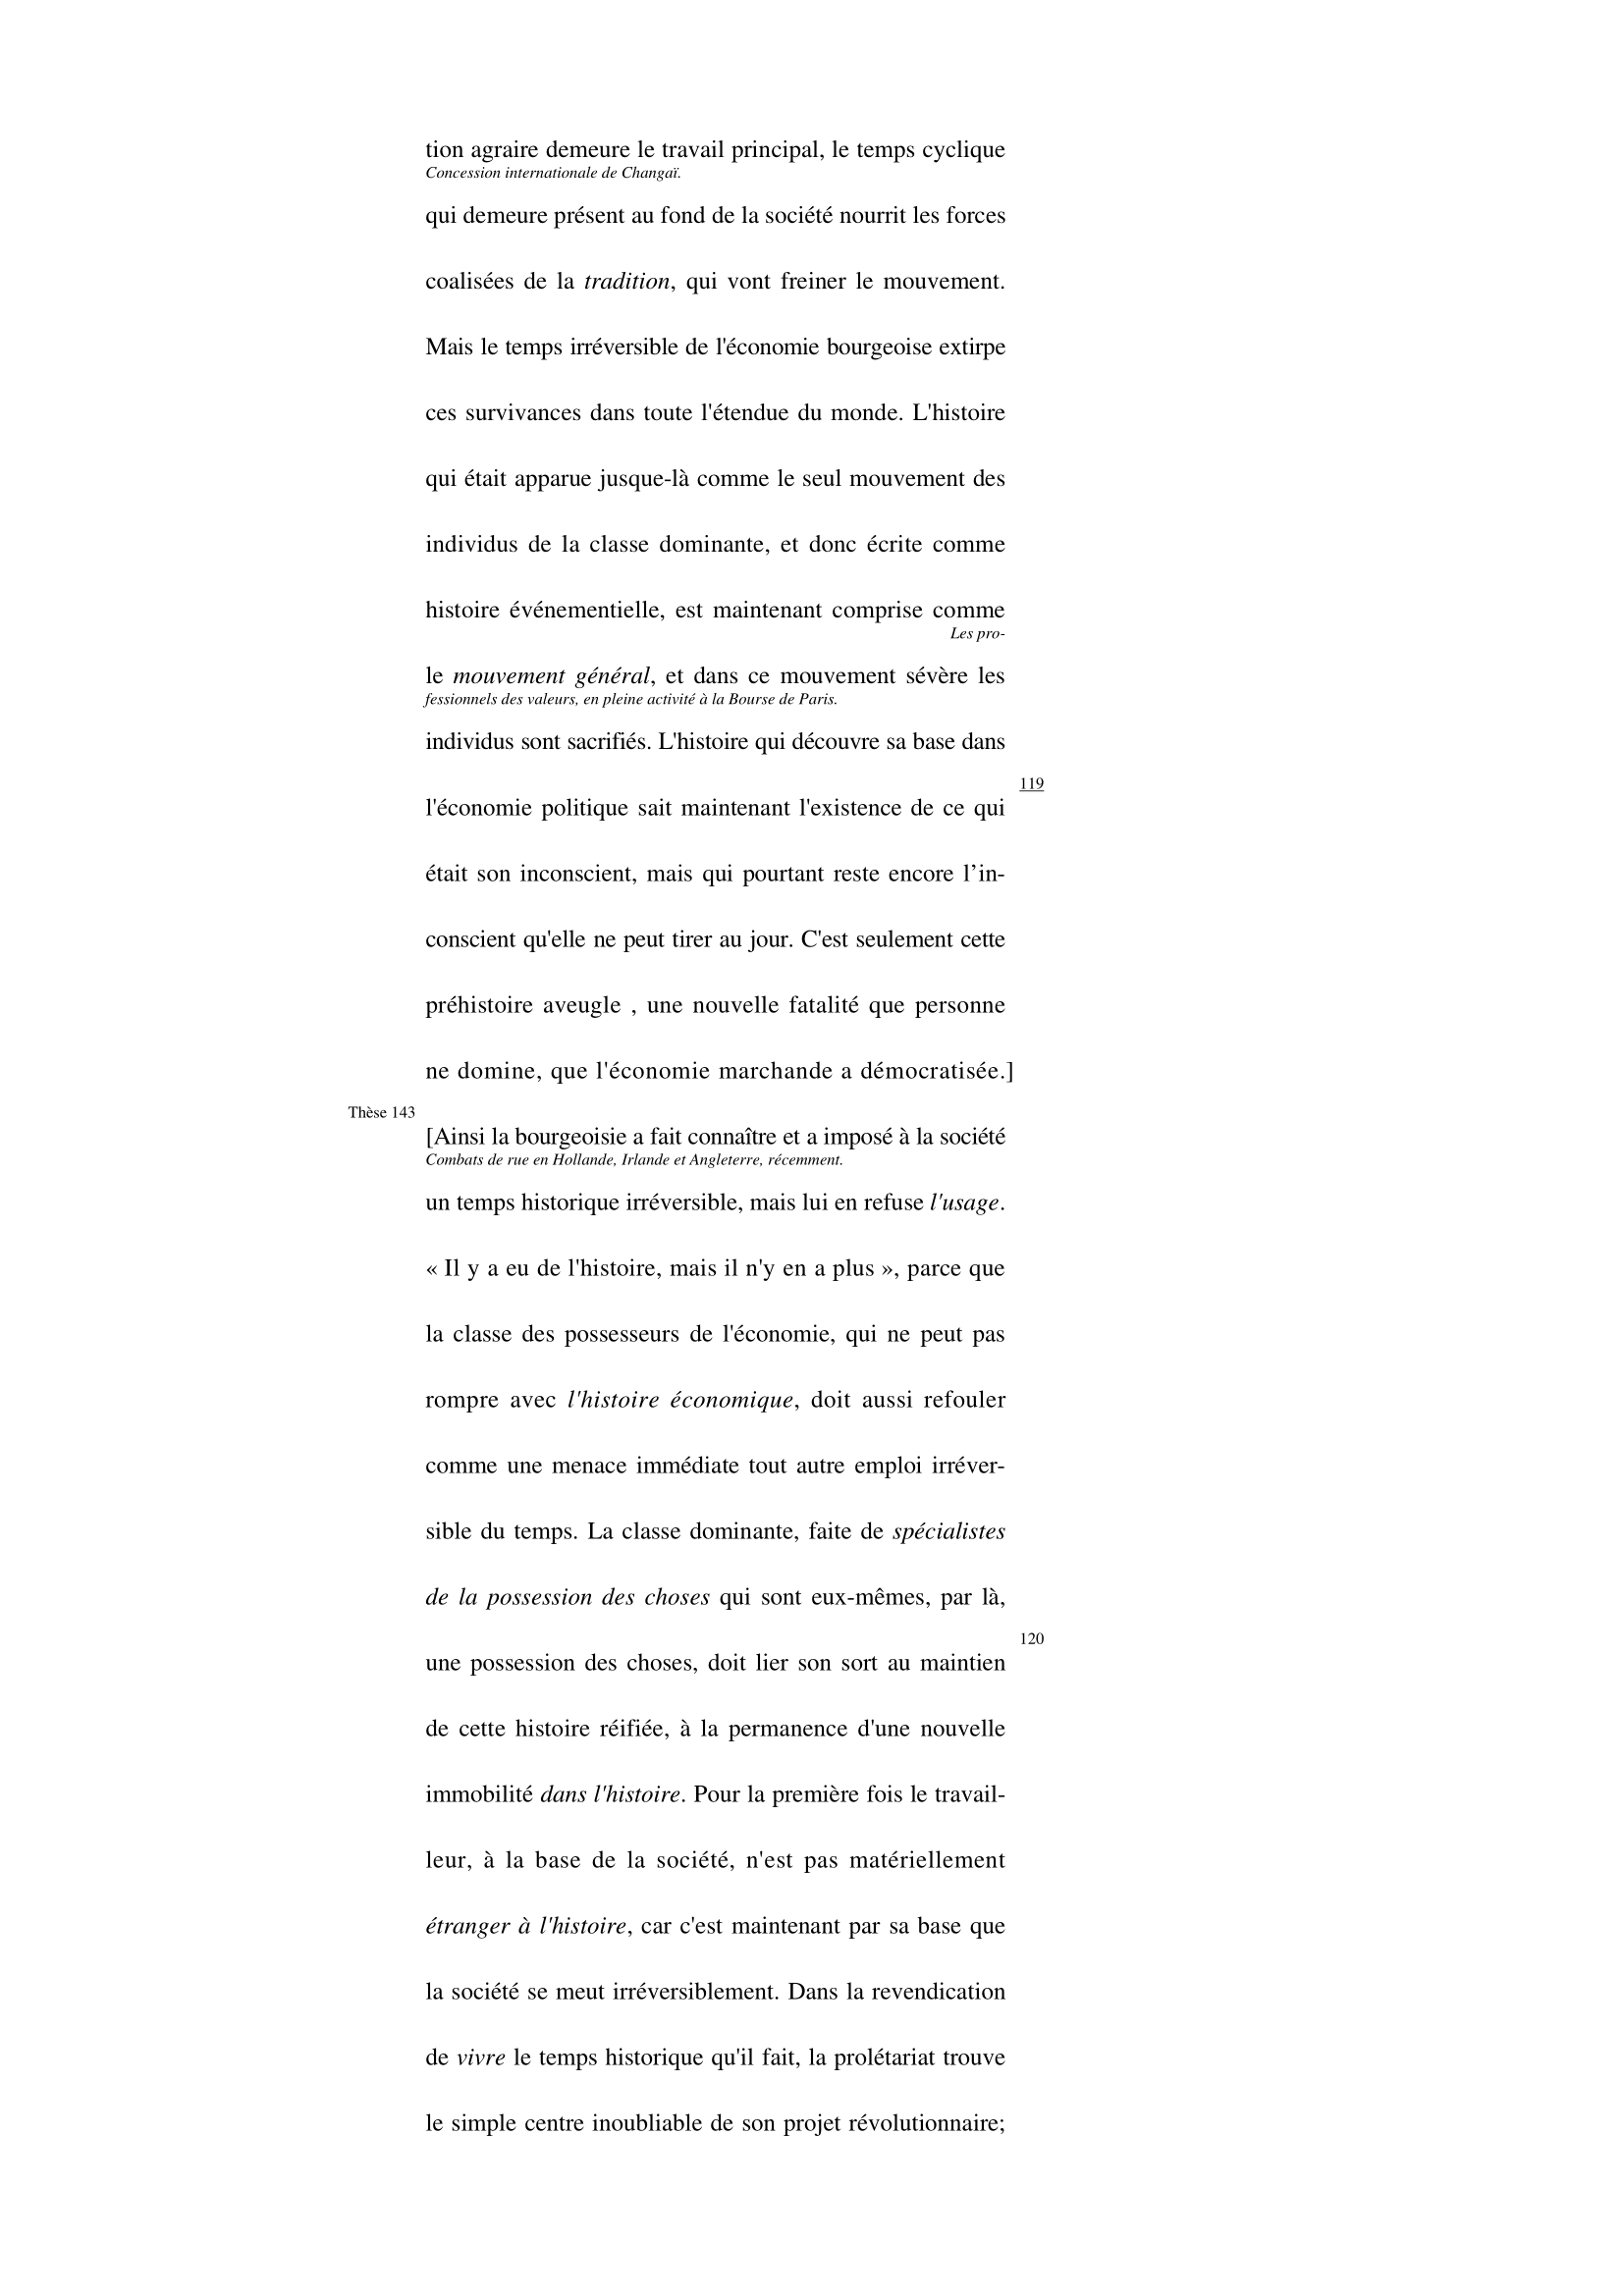 tion agraire demeure le travail principal, le temps cyclique
Concession internationale de Changaï.
qui demeure présent au fond de la société nourrit les forces
coalisées de la tradition, qui vont freiner le mouvement.
Mais le temps irréversible de l'économie bourgeoise extirpe
ces survivances dans toute l'étendue du monde. L'histoire
qui était apparue jusque-là comme le seul mouvement des
individus de la classe dominante, et donc écrite comme
histoire événementielle, est maintenant comprise comme
Les pro-
le mouvement général, et dans ce mouvement sévère les
fessionnels des valeurs, en pleine activité à la Bourse de Paris.
individus sont sacrifiés. L'histoire qui découvre sa base dans
119
l'économie politique sait maintenant l'existence de ce qui
était son inconscient, mais qui pourtant reste encore l’in-
conscient qu'elle ne peut tirer au jour. C'est seulement cette
préhistoire aveugle , une nouvelle fatalité que personne
ne domine, que l'économie marchande a démocratisée.]
Thèse 143
[Ainsi la bourgeoisie a fait connaître et a imposé à la société
Combats de rue en Hollande, Irlande et Angleterre, récemment.
un temps historique irréversible, mais lui en refuse l'usage.
« Il y a eu de l'histoire, mais il n'y en a plus », parce que
la classe des possesseurs de l'économie, qui ne peut pas
rompre avec l'histoire économique, doit aussi refouler
comme une menace immédiate tout autre emploi irréver-
sible du temps. La classe dominante, faite de spécialistes
de la possession des choses qui sont eux-mêmes, par là,
120
une possession des choses, doit lier son sort au maintien
de cette histoire réifiée, à la permanence d'une nouvelle
immobilité dans l'histoire. Pour la première fois le travail-
leur, à la base de la société, n'est pas matériellement
étranger à l'histoire, car c'est maintenant par sa base que
la société se meut irréversiblement. Dans la revendication
de vivre le temps historique qu'il fait, la prolétariat trouve
le simple centre inoubliable de son projet révolutionnaire;